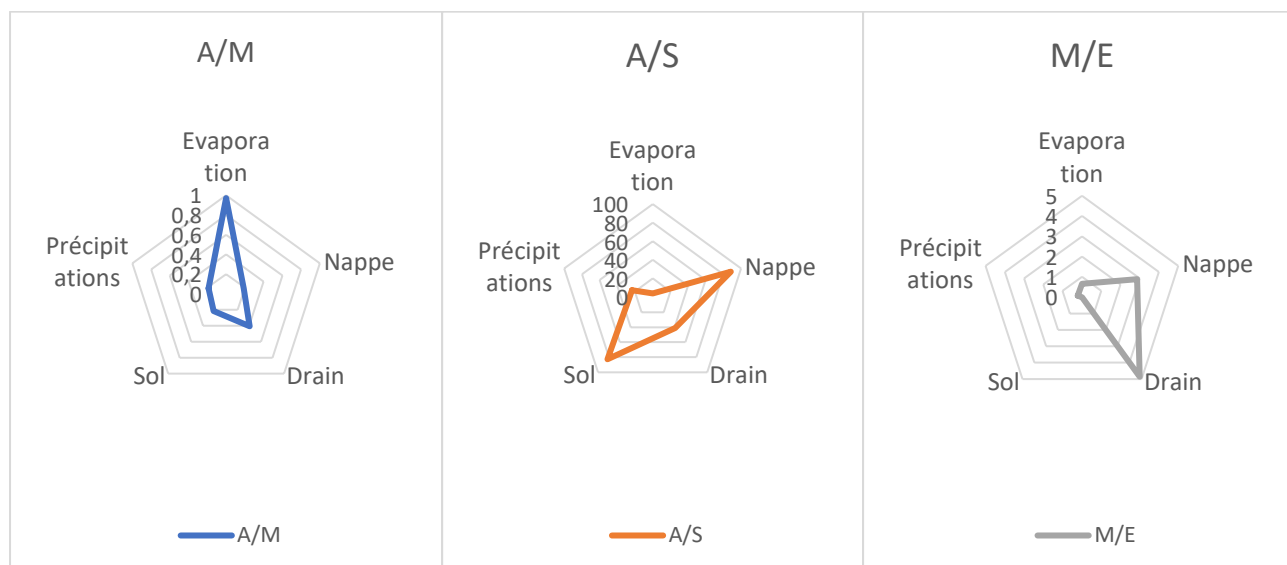 A/M
Evapora
tion
1
0,8
0,6
0,4
0,2
0
Précipit
ations
Nappe
Sol
Drain
A/M
A/S
Evapora
tion
100
80
60
40
20
0
Précipit
ations
Nappe
Sol
Drain
A/S
M/E
Evapora
tion
5
4
3
2
1
0
Précipit
ations
Nappe
Sol
Drain
M/E